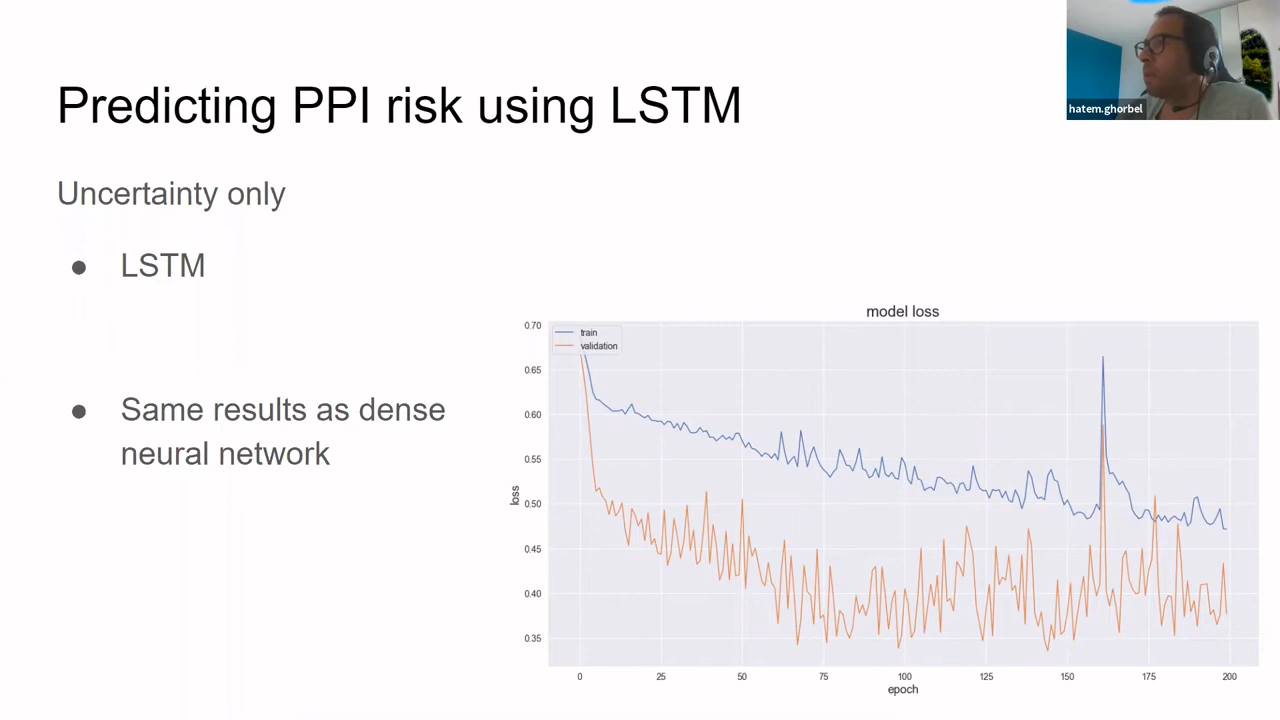 hatem.ghorbel
Predicting PPI risk using LSTM
Uncertainty only
● LSTM
● Same results as dense
neural network
model loss
train
validation
0.70
0.65
0.60
0.55
0.50
0.45
0.40
0.35
loss
0 25 50 75 100 125 150 175 200
epoch